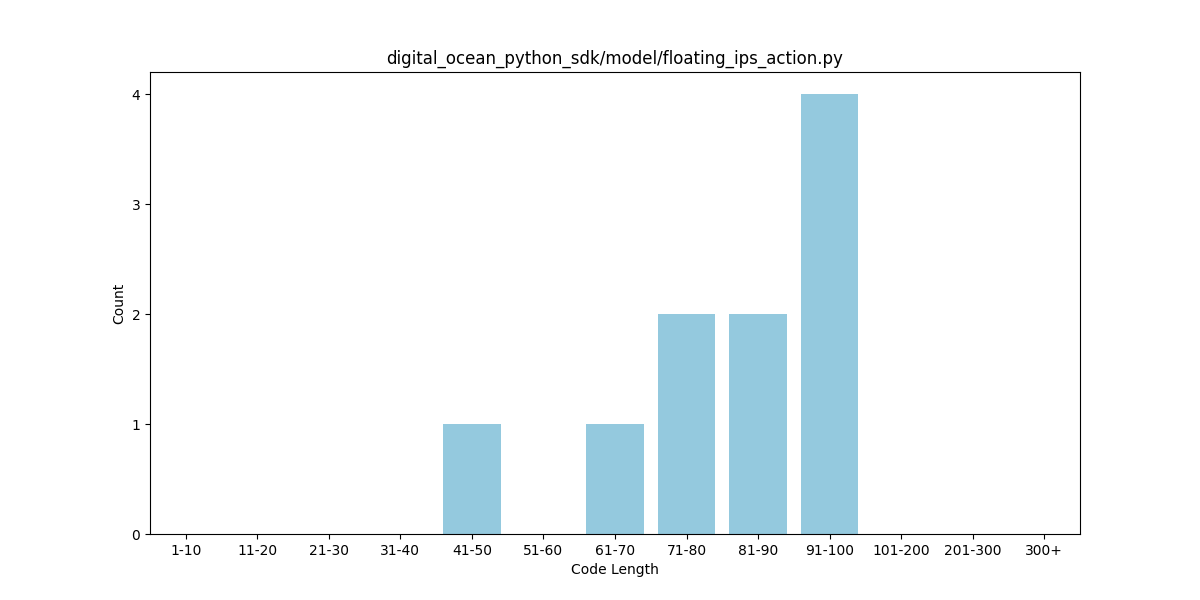 digital_ocean_python_sdk/model/floating_ips_action.py
4
3
2
1
0
Count
1-10 11-20 21-30 31-40 41-50 51-60 61-70 71-80 81-90 91-100 101-200 201-300 300+
Code Length